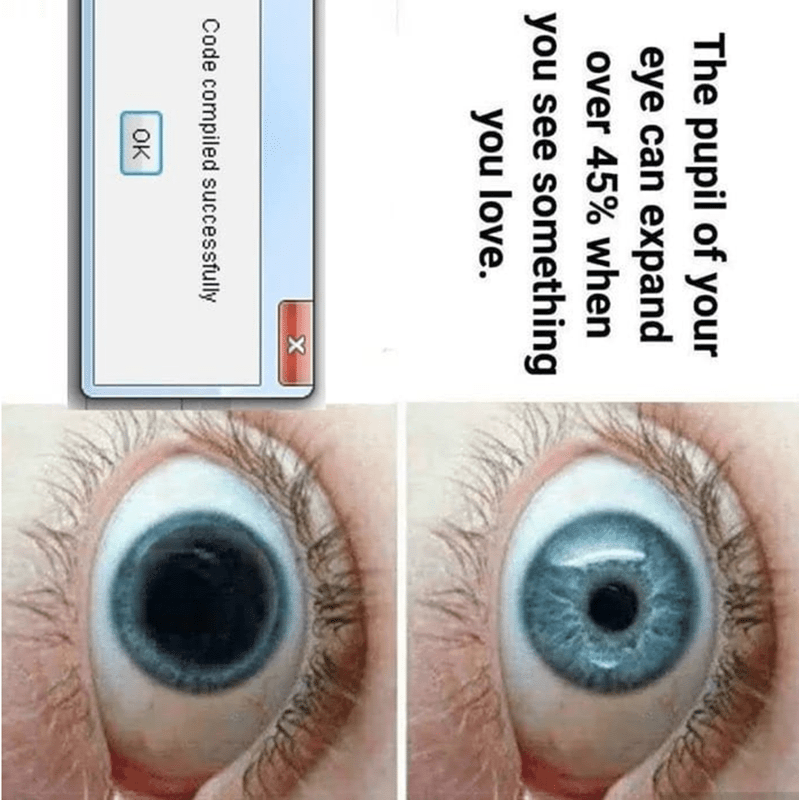 The pupil of your
eye can expand
over 45% when
you see something
you love.
X
Code compiled successfully
OK